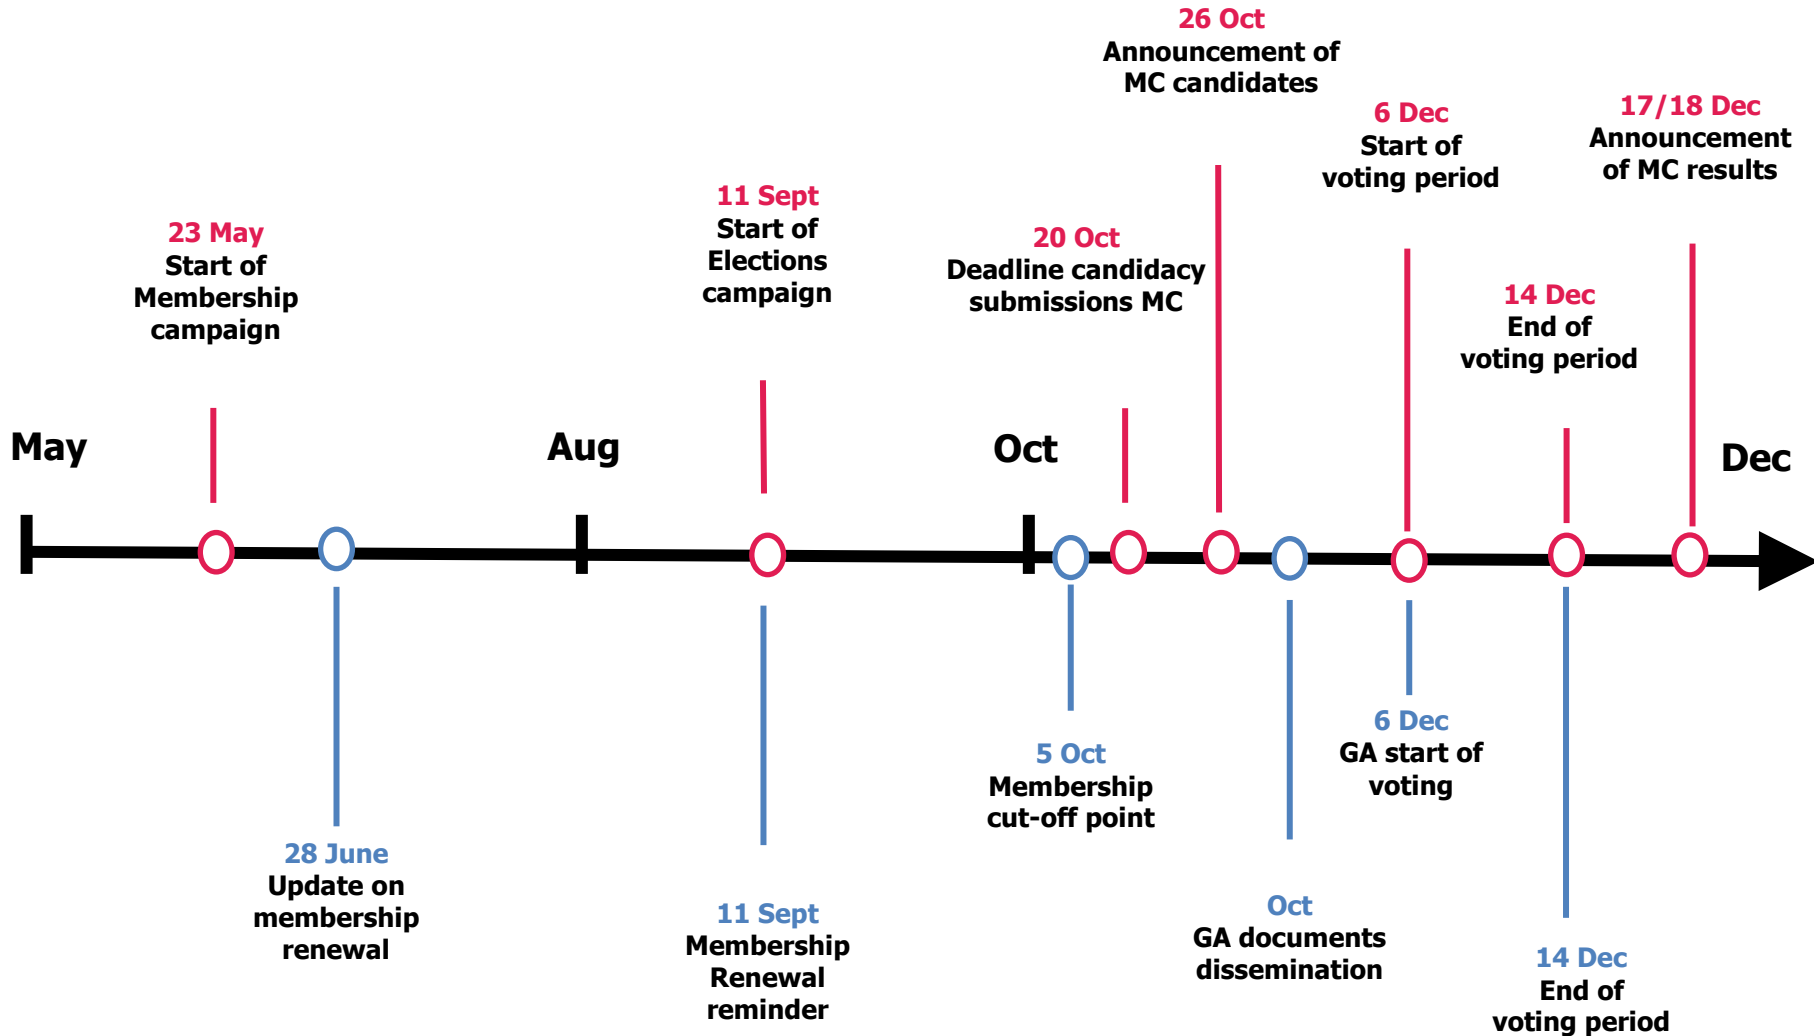 26 Oct
Announcement of
MC candidates
6 Dec
Start of
voting period
17/18 Dec
Announcement
of MC results
11 Sept
Start of
Elections
campaign
23 May
Start of
Membership
campaign
20 Oct
Deadline candidacy
submissions MC
14 Dec
End of
voting period
May
Aug
Oct
Dec
28 June
Update on
membership
renewal
11 Sept
Membership
Renewal
reminder
5 Oct
Membership
cut-off point
Oct
GA documents
dissemination
6 Dec
GA start of
voting
14 Dec
End of
voting period